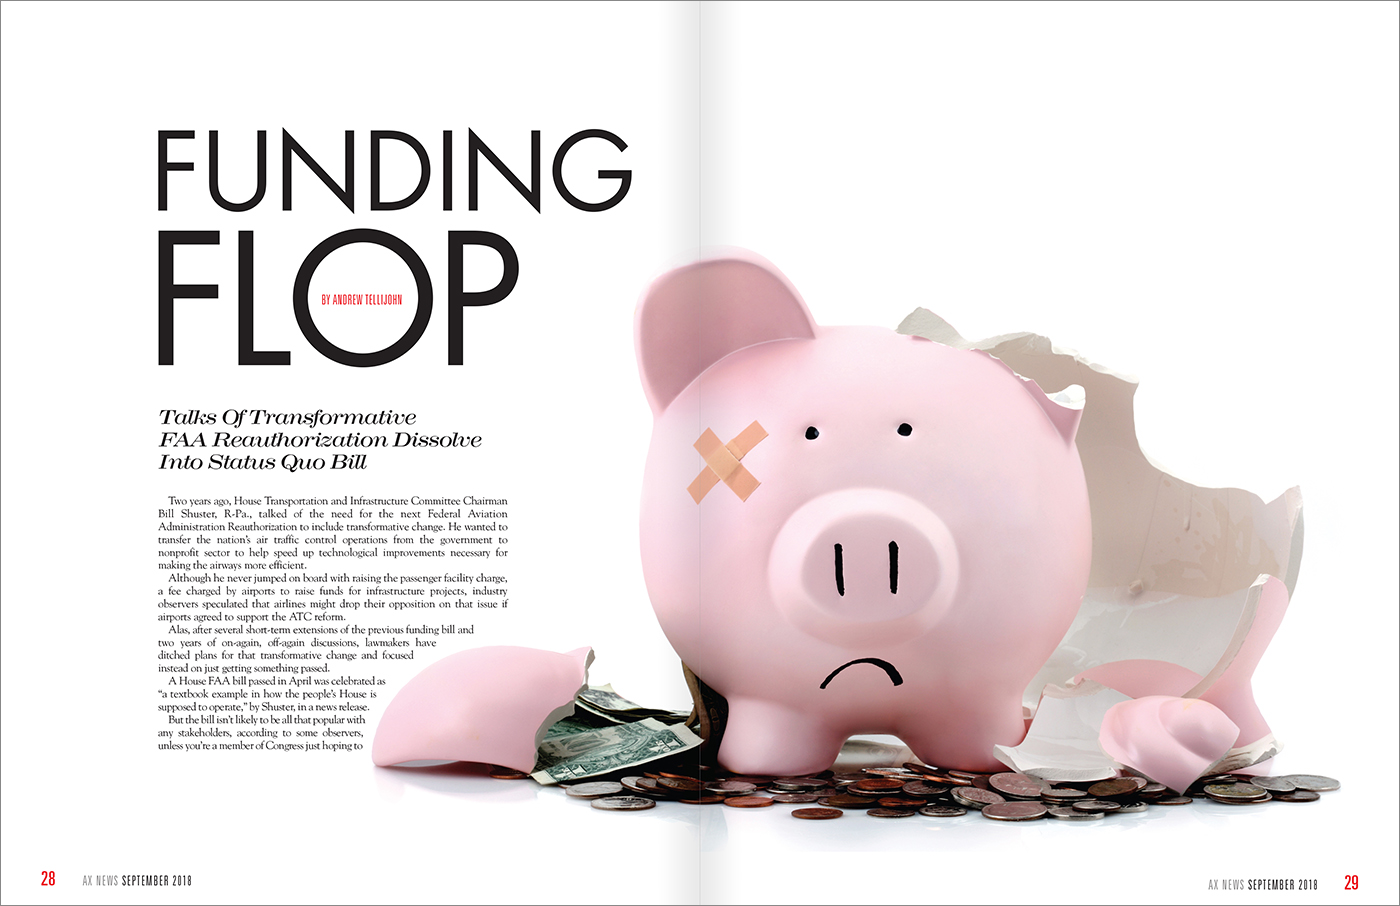 FUNDING
FLOP
BY ANDREW TELLIJOHN
Talks Of Transformative
FAA Reauthorization Dissolve
Into Status Quo Bill
Two years ago, House Transportation and Infrastructure Committee Chairman
Bill Shuster, R-Pa., talked of the need for the next Federal Aviation
Administration Reauthorization to include transformative change. He wanted to
transfer the nation's air traffic control operations from the government to
nonprofit sector to help speed up technological improvements necessary for
making the airways more efficient.
Although he never jumped on board with raising the passenger facility charge,
a fee charged by airports to raise funds for infrastructure projects, industry
observers speculated that airlines might drop their opposition on that issue if
airports agreed to support the ATC reform.
Alas, after several short-term extensions of the previous funding bill and
two years of on-again, off-again discussions, lawmakers have
ditched plans for that transformative change and focused
instead on just getting something passed.
A House FAA bill passed in April was celebrated as
“a textbook example in how the people's House is
supposed to operate,” by Shuster, in a news release.
But the bill isn't likely to be all that popular with
any stakeholders, according to some observers,
unless you're a member of Congress just hoping to
28 AX NEWS SEPTEMBER 2018
AX NEWS SEPTEMBER 2018 29